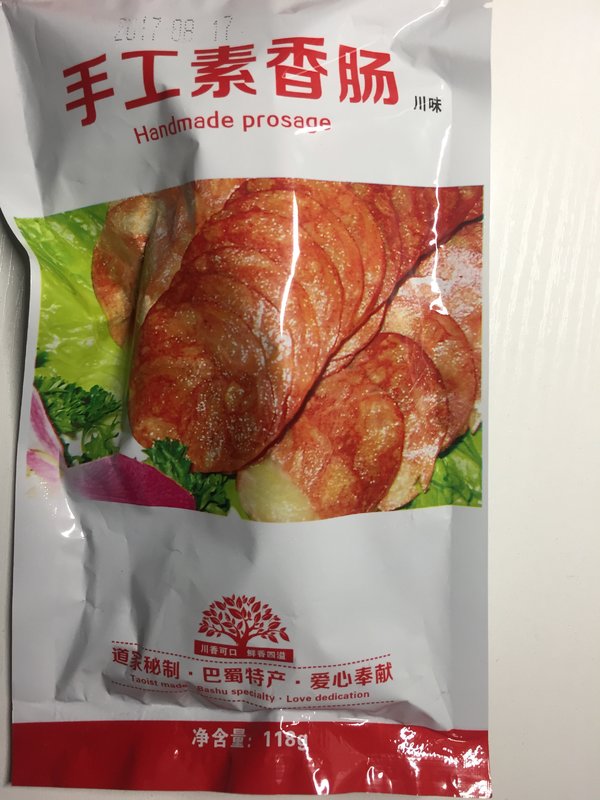 2017 08 17
手工素香肠
川味
Handmade prosage
川香可口 鲜香四溢
道家秘制·巴蜀特产·爱心奉献
Taoist made · Bashu specialty · Love dedication
净含量：118g